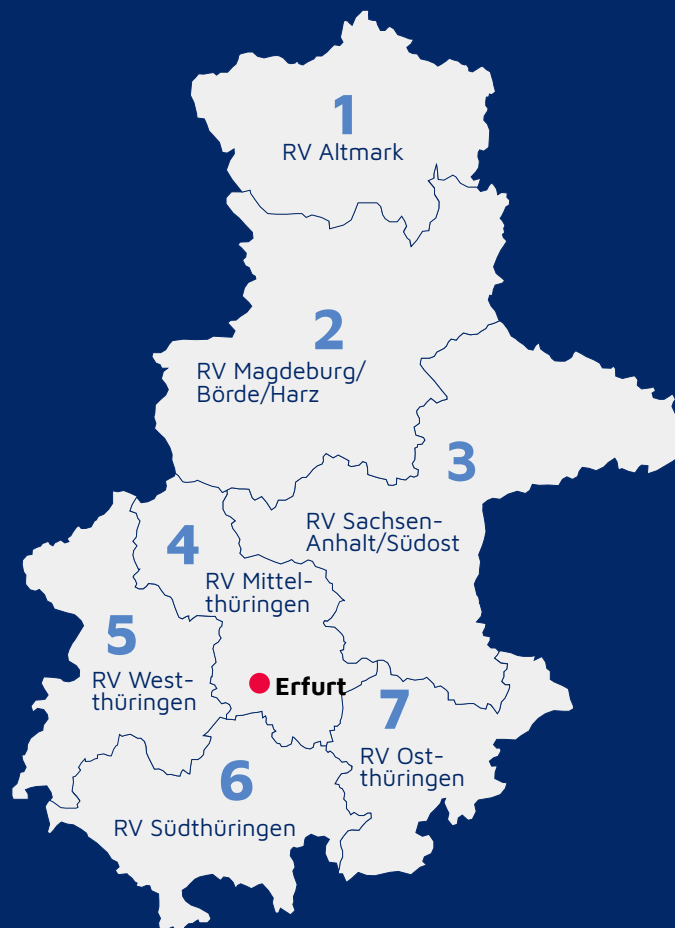 1
RV Altmark
2
RV Magdeburg/
Börde/Harz
3
RV Sachsen-
Anhalt/Südost
4
RV Mittel-
thüringen
5
RV West-
thüringen
Erfurt
7
RV Ost-
thüringen
6
RV Südthüringen